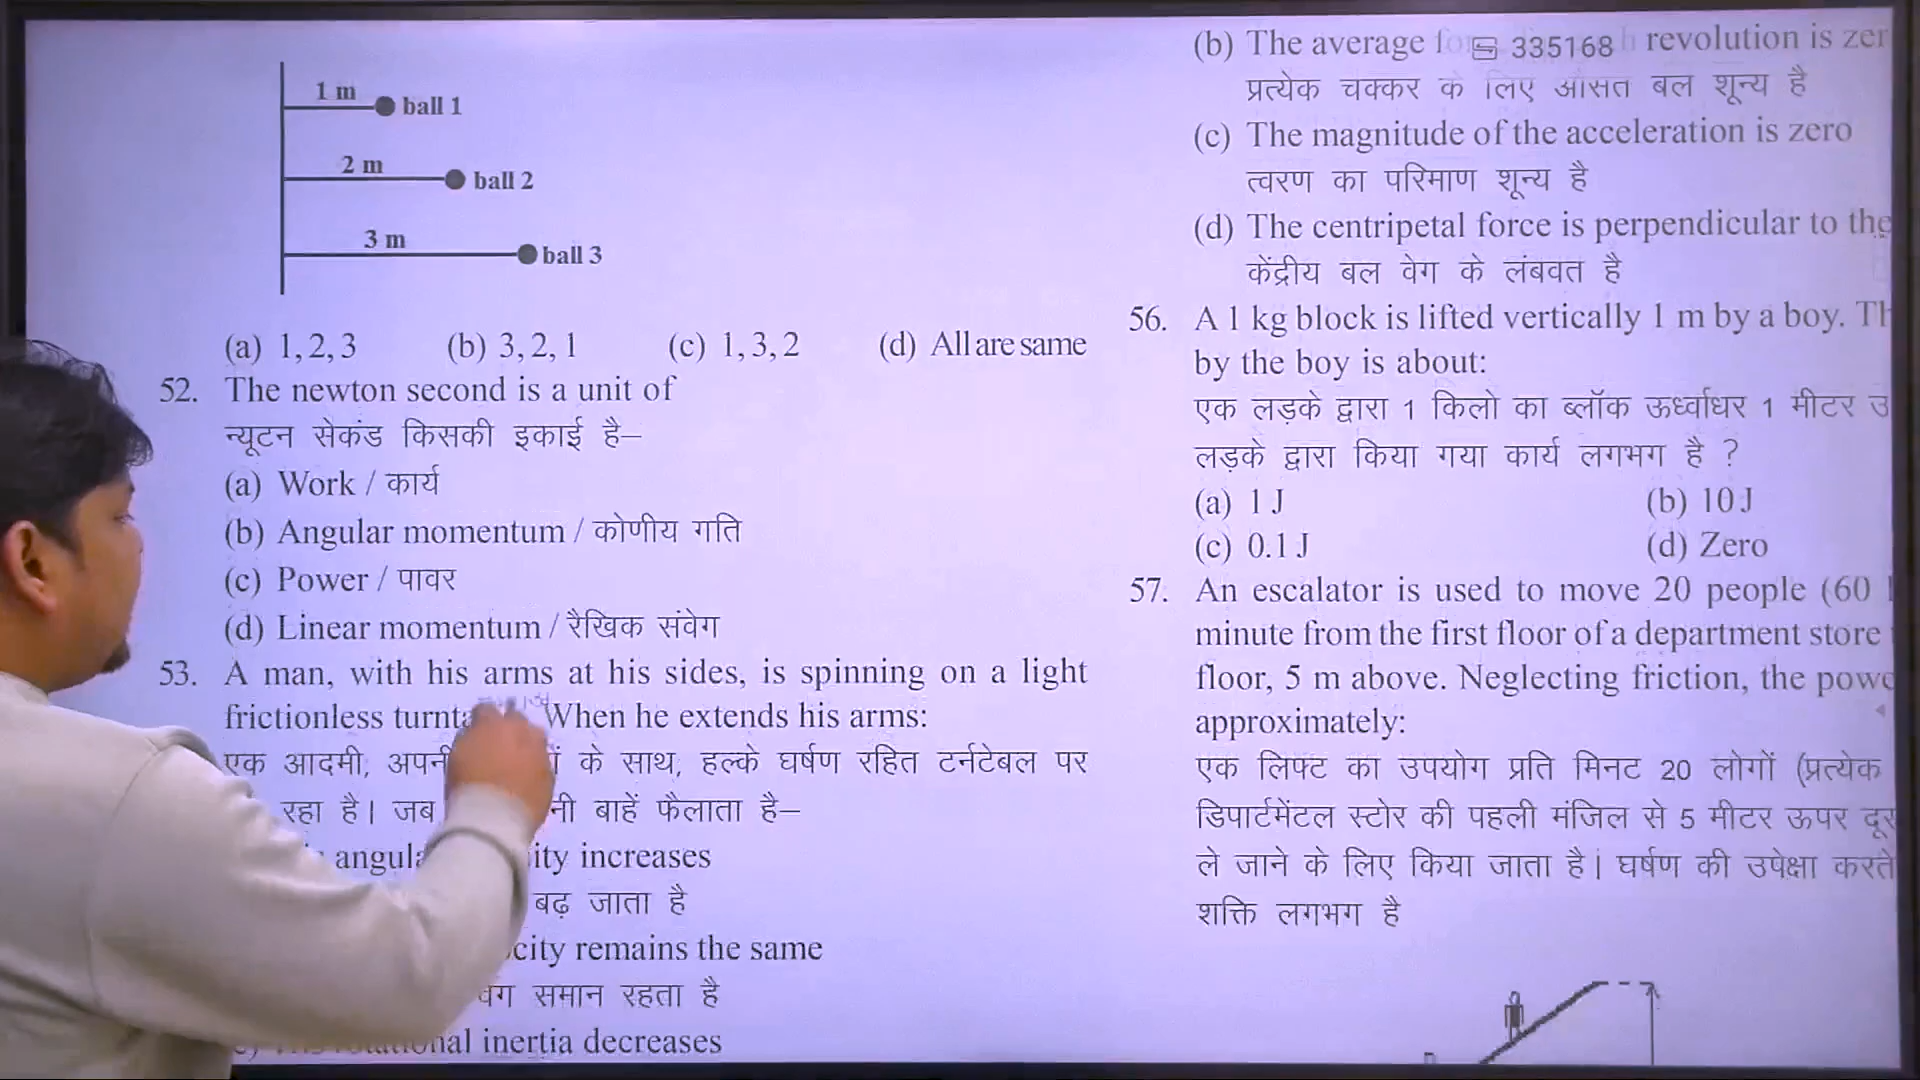 1 m
ball 1
2 m
ball 2
3 m
ball 3
(a) 1, 2, 3 (b) 3, 2, 1 (c) 1, 3, 2 (d) All are same
52. The newton second is a unit of
न्यूटन सेकंड किसकी इकाई है–
(a) Work / कार्य
(b) Angular momentum / कोणीय गति
(c) Power / पावर
(d) Linear momentum / रैखिक संवेग
53. A man, with his arms at his sides, is spinning on a light
frictionless When he extends his arms:
एक आदमी, अपनी के साथ, हल्के घर्षण रहित टर्नटेबल पर
रहा है। जब बाहें फैलाता है–
increases
बढ़ जाता है
remains the same
समान रहता है
inertia decreases
(b) The average revolution is
335168
प्रत्येक चक्कर के लिए औसत बल शून्य है
(c) The magnitude of the acceleration is zero
त्वरण का परिमाण शून्य है
(d) The centripetal force is perpendicular to the
केंद्रीय बल वेग के लंबवत है
56. A 1 kg block is lifted vertically 1 m by a boy.
by the boy is about:
एक लड़के द्वारा 1 किलो का ब्लॉक ऊर्ध्वाधर 1 मीटर
लड़के द्वारा किया गया कार्य लगभग है ?
(a) 1 J (b) 10 J
(c) 0.1 J (d) Zero
57. An escalator is used to move 20 people (60
minute from the first floor of a department store
floor, 5 m above. Neglecting friction, the
approximately:
एक लिफ्ट का उपयोग प्रति मिनट 20 लोगों (प्रत्येक
डिपार्टमेंटल स्टोर की पहली मंजिल से 5 मीटर ऊपर
ले जाने के लिए किया जाता है। घर्षण की उपेक्षा करते
शक्ति लगभग है